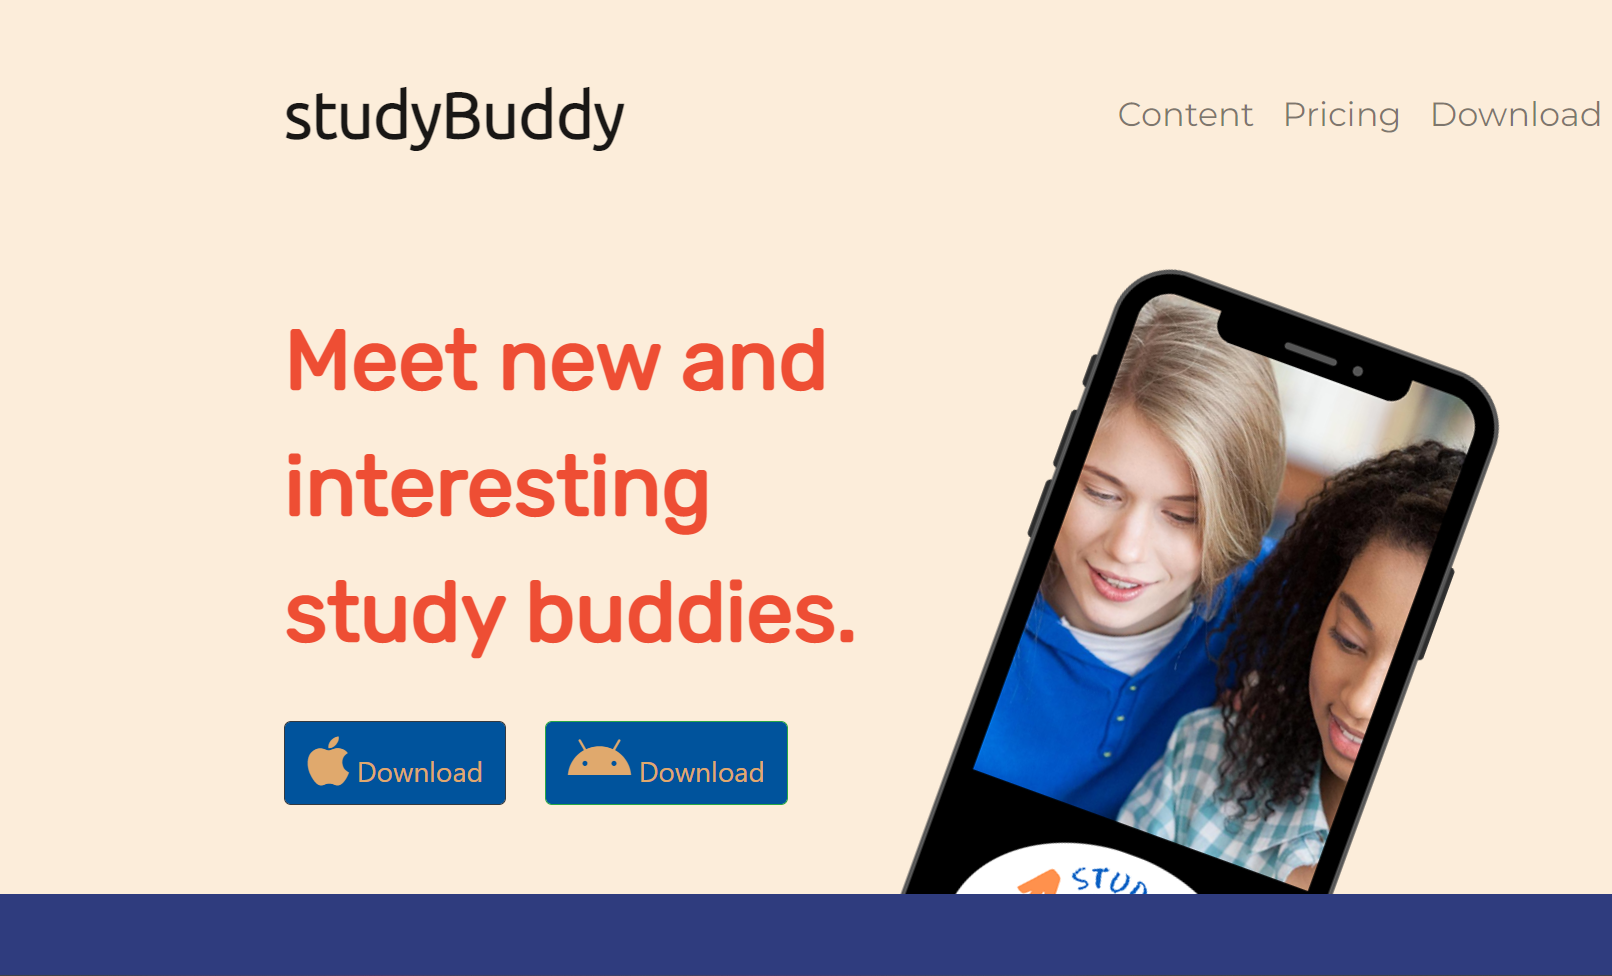 studyBuddy
Content Pricing Download
Meet new and
interesting
study buddies.
Download
Download